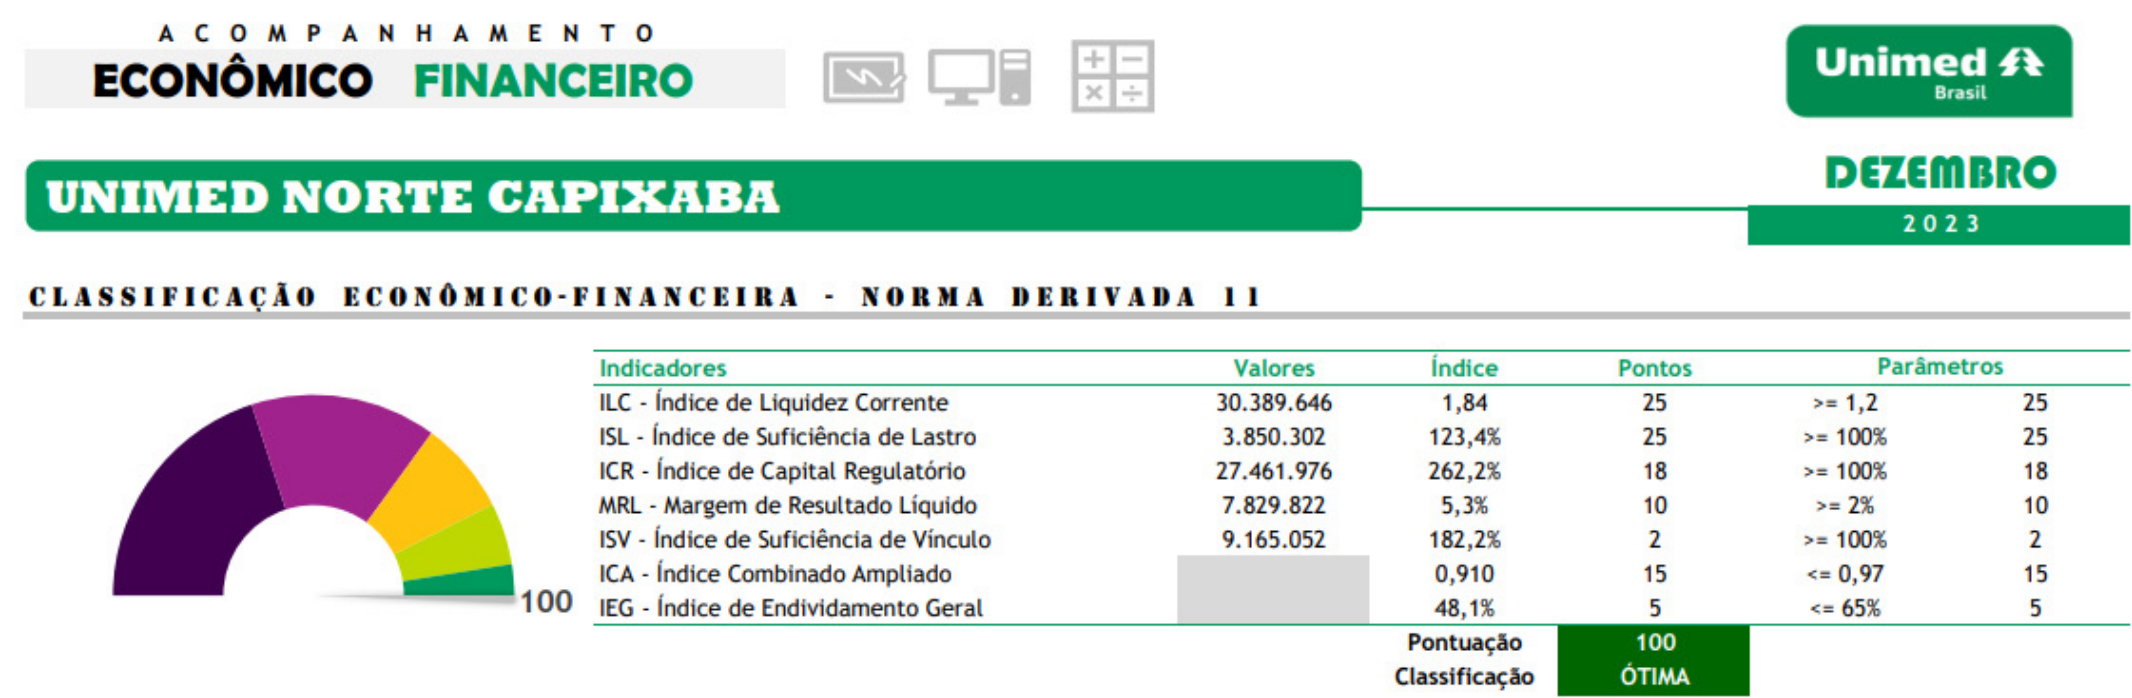 ACOMPANHAMENTO
ECONÔMICO FINANCEIRO
Unimed
Brasil
UNIMED NORTE CAPIXABA
DEZEMBRO
2023
CLASSIFICAÇÃO ECONÔMICO-FINANCEIRA - NORMA DERIVADA 11
Indicadores Valores Índice Pontos Parâmetros
ILC - Índice de Liquidez Corrente 30.389.646 1,84 25 >= 1,2 25
ISL - Índice de Suficiência de Lastro 3.850.302 123,4% 25 >= 100% 25
ICR - Índice de Capital Regulatório 27.461.976 262,2% 18 >= 100% 18
MRL - Margem de Resultado Líquido 7.829.822 5,3% 10 >= 2% 10
ISV - Índice de Suficiência de Vínculo 9.165.052 182,2% 2 >= 100% 2
ICA - Índice Combinado Ampliado 0,910 15 <= 0,97 15
IEG - Índice de Endividamento Geral 48,1% 5 <= 65% 5
100
Pontuação 100
Classificação ÓTIMA